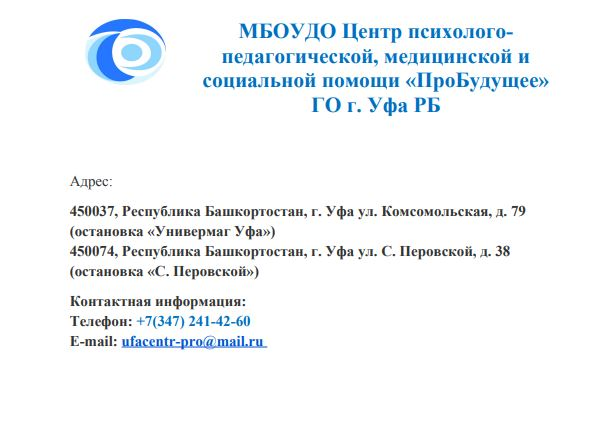 МБОУДО Центр психолого-
педагогической, медицинской и
социальной помощи «ПроБудущее»
ГО г. Уфа РБ
Адрес:
450037, Республика Башкортостан, г. Уфа ул. Комсомольская, д. 79
(остановка «Универмаг Уфа»)
450074, Республика Башкортостан, г. Уфа ул. С. Перовской, д. 38
(остановка «С. Перовской»)
Контактная информация:
Телефон: +7(347) 241-42-60
E-mail: ufacentr-pro@mail.ru